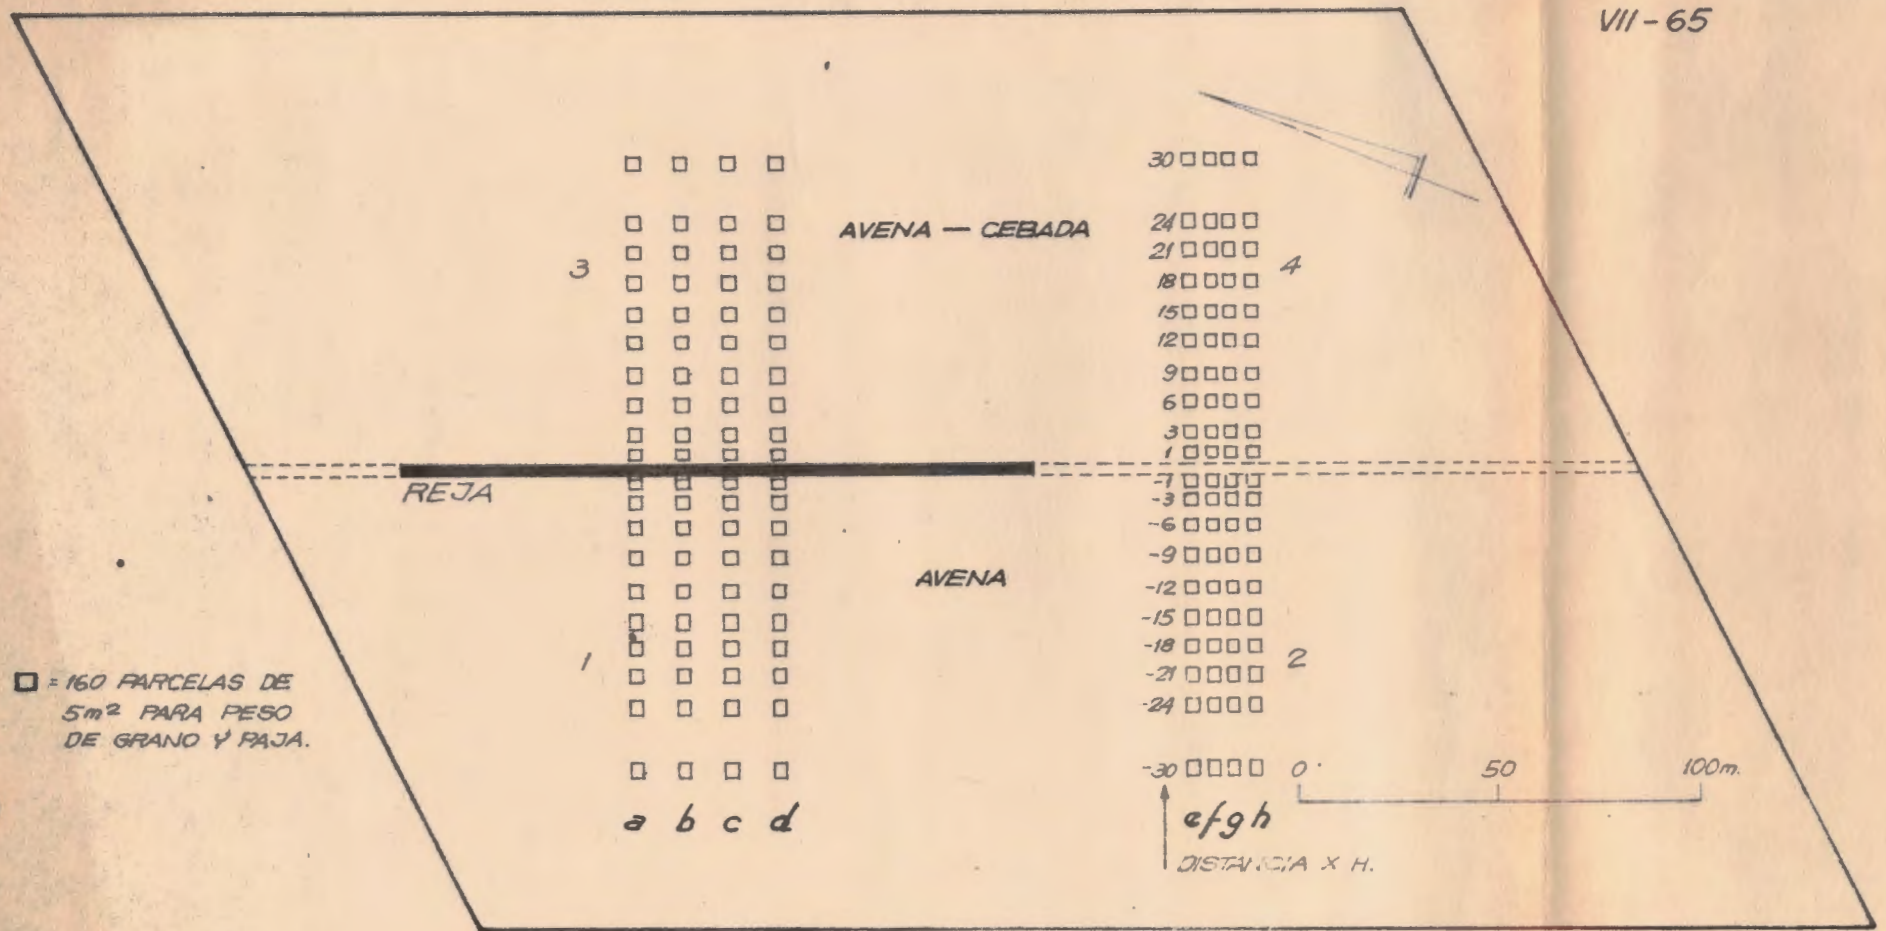 VII-65
30
24
AVENA — CEBADA
21
3
4
18
15
12
9
6
3
1
REJA
-1
-3
-6
-9
AVENA
-12
-15
-18
1
2
-21
□ = 160 PARCELAS DE
5m² PARA PESO
DE GRANO Y PAJA.
-24
-30
0 50 100m.
a b c d
e f g h
DISTANCIA X H.